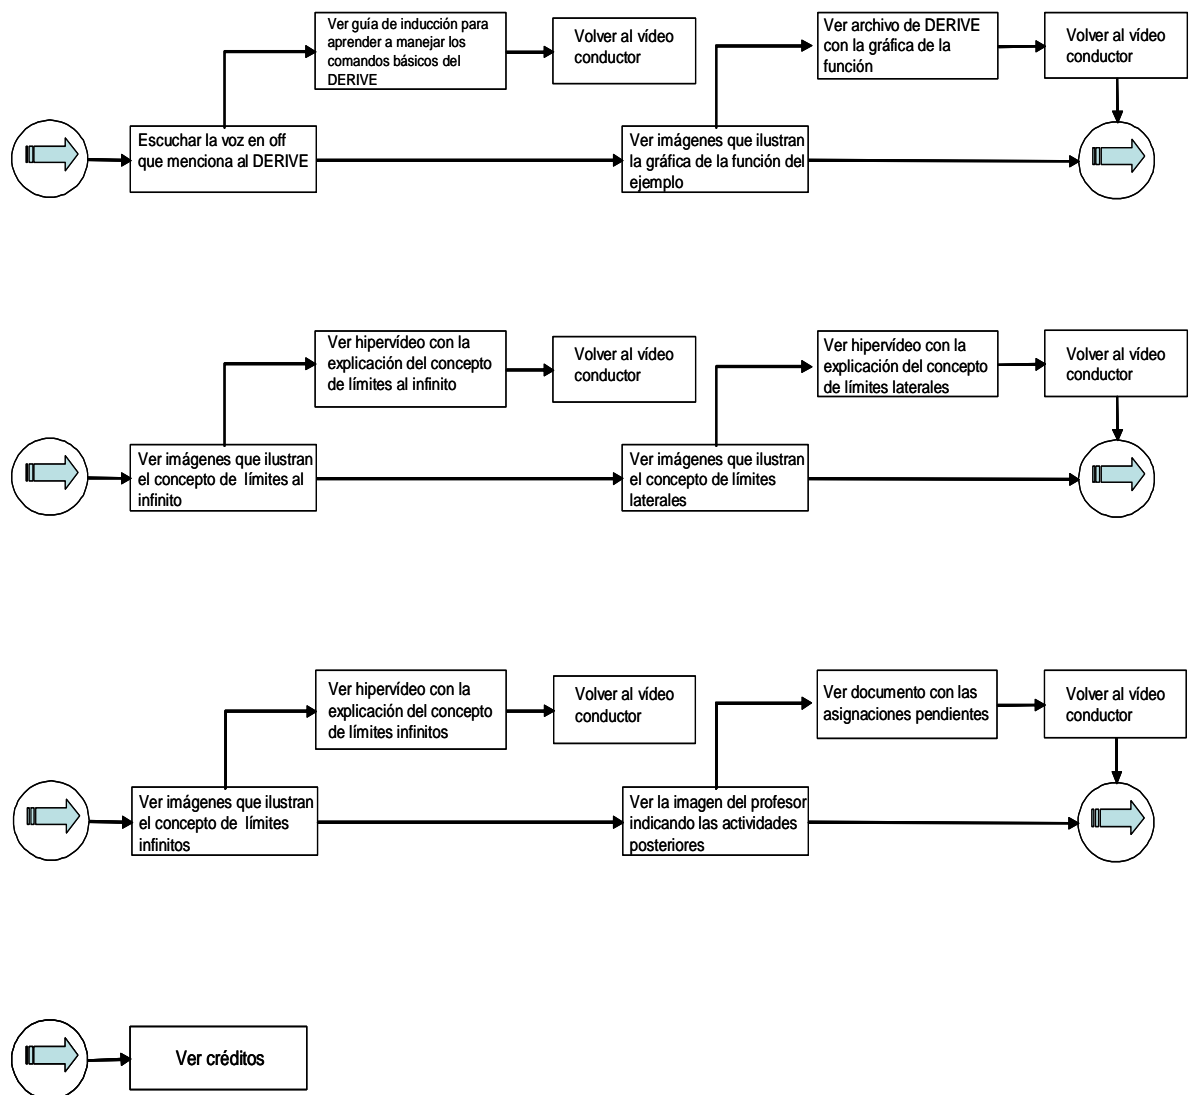 Ver guía de inducción para
aprender a manejar los
comandos básicos del
DERIVE
Volver al vídeo
conductor
Ver archivo de DERIVE
con la gráfica de la
función
Volver al vídeo
conductor
Escuchar la voz en off
que menciona al DERIVE
Ver imágenes que ilustran
la gráfica de la función del
ejemplo
Ver hipervídeo con la
explicación del concepto
de límites al infinito
Volver al vídeo
conductor
Ver hipervídeo con la
explicación del concepto
de límites laterales
Volver al vídeo
conductor
Ver imágenes que ilustran
el concepto de límites al
infinito
Ver imágenes que ilustran
el concepto de límites
laterales
Ver hipervídeo con la
explicación del concepto
de límites infinitos
Volver al vídeo
conductor
Ver documento con las
asignaciones pendientes
Volver al vídeo
conductor
Ver imágenes que ilustran
el concepto de límites
infinitos
Ver la imagen del profesor
indicando las actividades
posteriores
Ver créditos